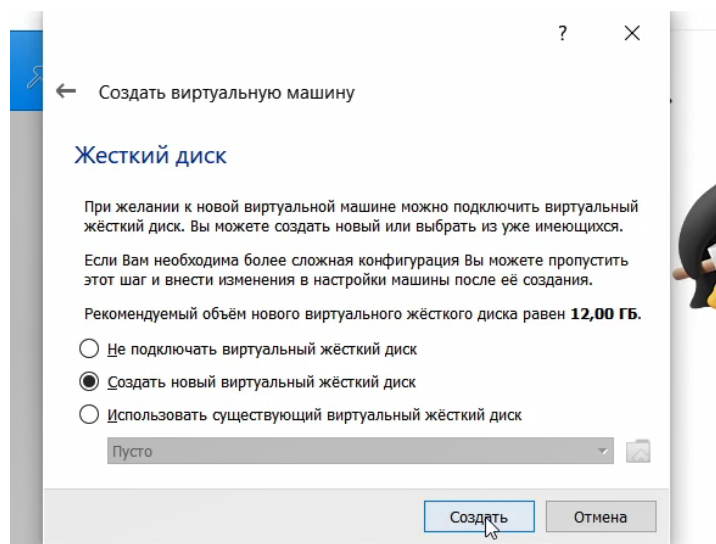 ?
Создать виртуальную машину
Жесткий диск
При желании к новой виртуальной машине можно подключить виртуальный
жёсткий диск. Вы можете создать новый или выбрать из уже имеющихся.
Если Вам необходима более сложная конфигурация Вы можете пропустить
этот шаг и внести изменения в настройки машины после её создания.
Рекомендуемый объём нового виртуального жёсткого диска равен 12,00 ГБ.
Не подключать виртуальный жёсткий диск
Создать новый виртуальный жёсткий диск
Использовать существующий виртуальный жёсткий диск
Пусто
Создать Отмена